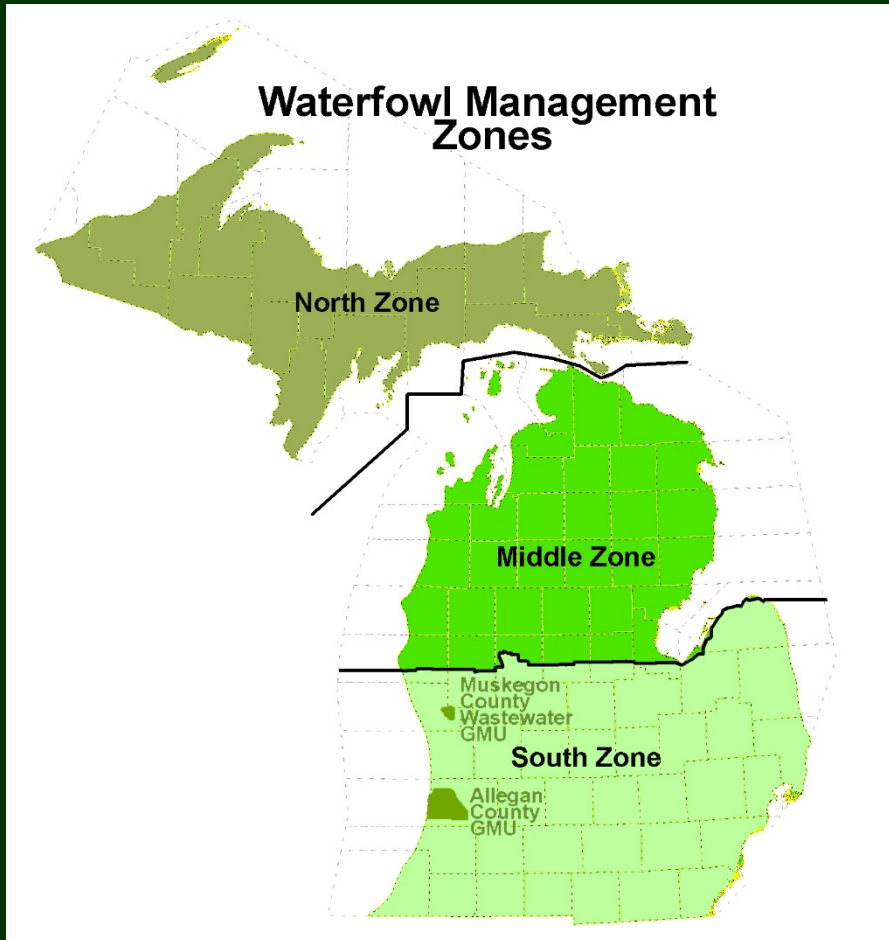 Waterfowl Management
Zones
North Zone
Middle Zone
Muskegon
County
Wastewater
GMU
South Zone
Allegan
County
GMU